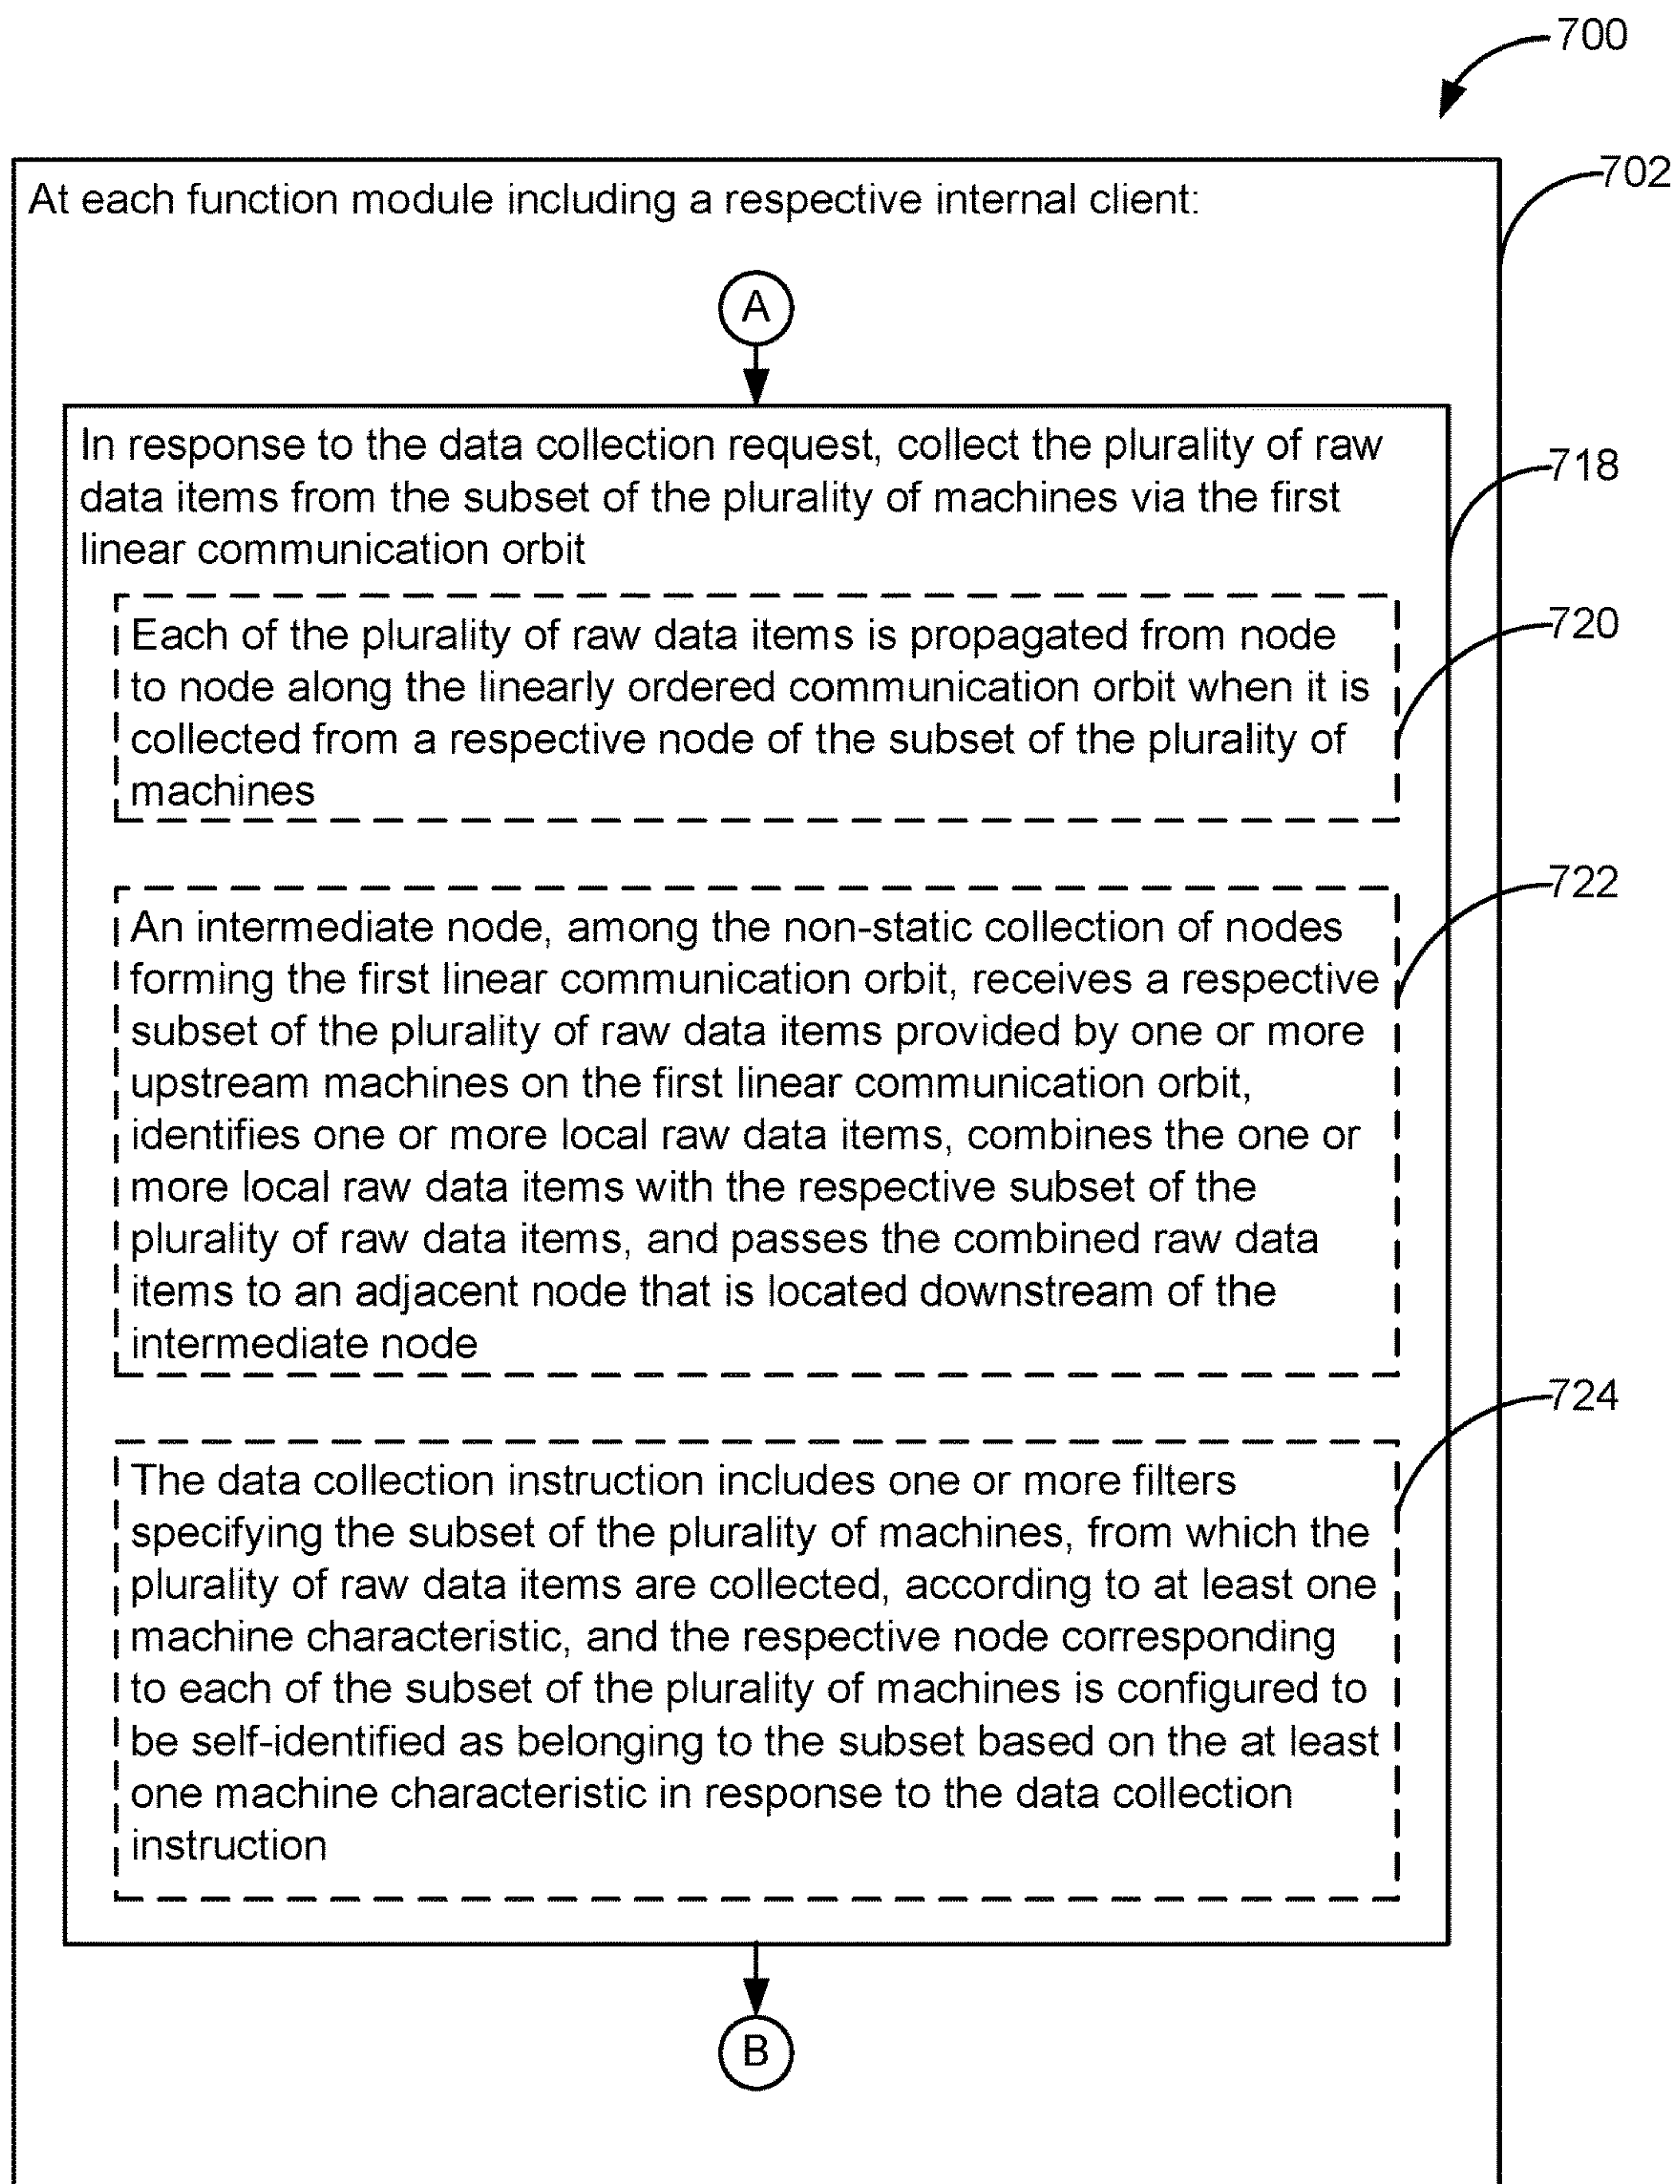 700
702
At each function module including a respective internal client:
A
In response to the data collection request, collect the plurality of raw
data items from the subset of the plurality of machines via the first
linear communication orbit
718
Each of the plurality of raw data items is propagated from node
to node along the linearly ordered communication orbit when it is
collected from a respective node of the subset of the plurality of
machines
720
An intermediate node, among the non-static collection of nodes
forming the first linear communication orbit, receives a respective
subset of the plurality of raw data items provided by one or more
upstream machines on the first linear communication orbit,
identifies one or more local raw data items, combines the one or
more local raw data items with the respective subset of the
plurality of raw data items, and passes the combined raw data
items to an adjacent node that is located downstream of the
intermediate node
722
The data collection instruction includes one or more filters
specifying the subset of the plurality of machines, from which the
plurality of raw data items are collected, according to at least one
machine characteristic, and the respective node corresponding
to each of the subset of the plurality of machines is configured to
be self-identified as belonging to the subset based on the at least
one machine characteristic in response to the data collection
instruction
724
B